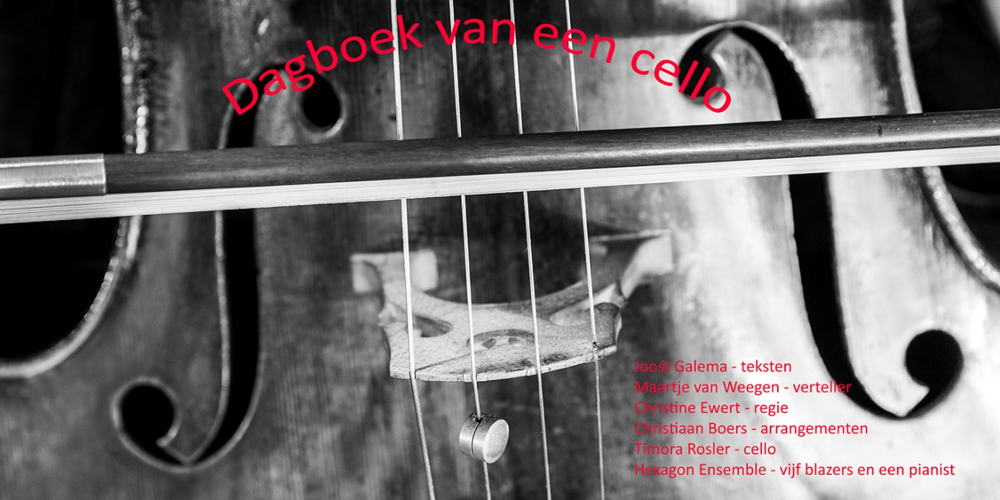 Dagboek van een cello
Joost Galema - teksten
Maartje van Weegen - verteller
Christine Ewert - regie
Christiaan Boers - arrangementen
Timora Rosler - cello
Hexagon Ensemble - vijf blazers en een pianist